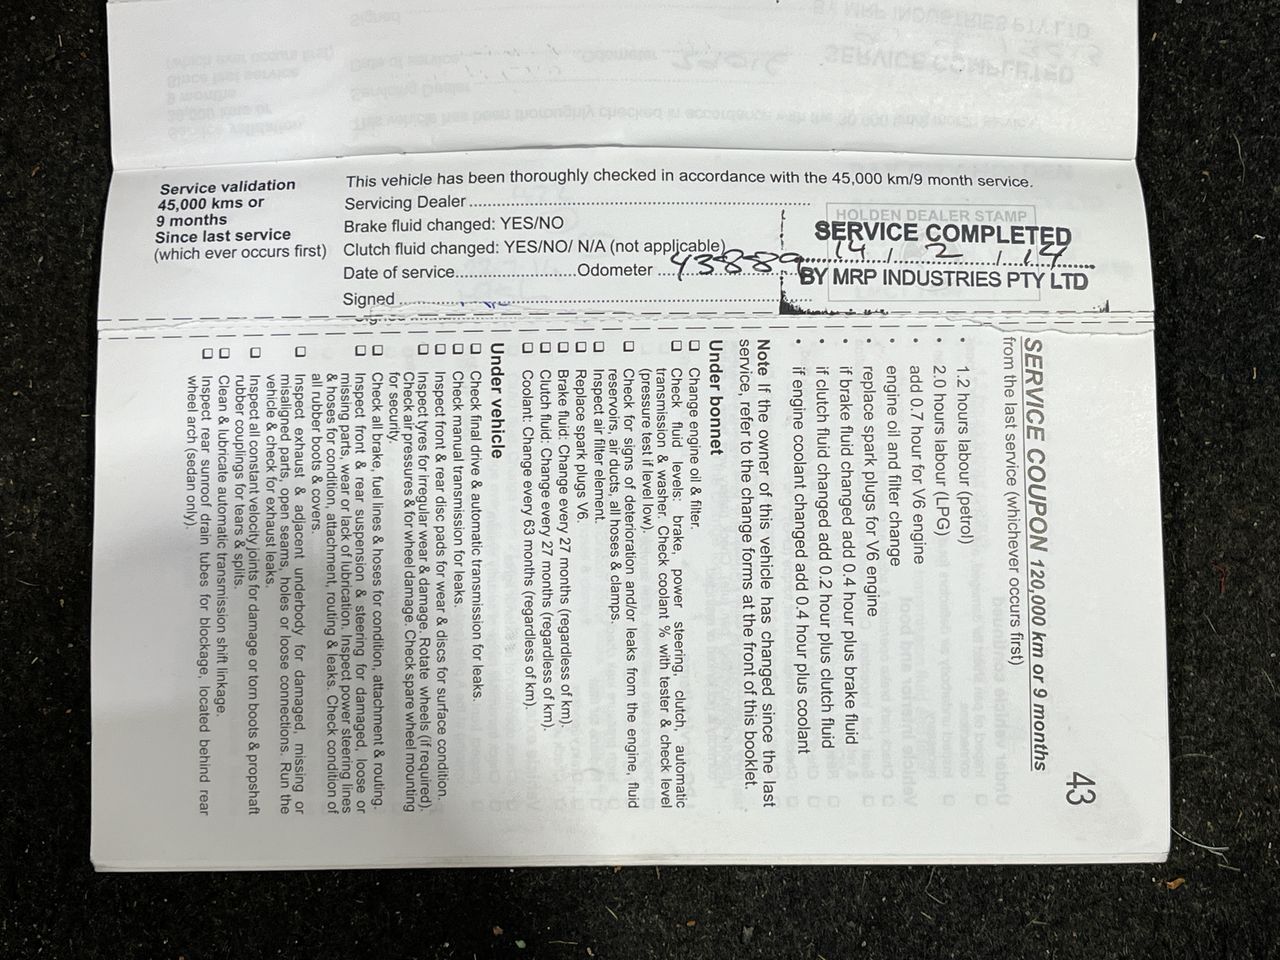 Service validation
45,000 kms or
9 months
Since last service
(which ever occurs first)
This vehicle has been thoroughly checked in accordance with the 45,000 km/9 month service.
Servicing Dealer
Brake fluid changed: YES/NO
Clutch fluid changed: YES/NO/ N/A (not applicable)
Date of service Odometer 43889
Signed
HOLDEN DEALER STAMP
SERVICE COMPLETED
14 / 2 / 14
BY MRP INDUSTRIES PTY LTD
43
SERVICE COUPON 120,000 km or 9 months
from the last service (whichever occurs first)
• 1.2 hours labour (petrol)
• 2.0 hours labour (LPG)
• add 0.7 hour for V6 engine
• engine oil and filter change
• replace spark plugs for V6 engine
• if brake fluid changed add 0.4 hour plus brake fluid
• if clutch fluid changed add 0.2 hour plus clutch fluid
• if engine coolant changed add 0.4 hour plus coolant
Note If the owner of this vehicle has changed since the last
service, refer to the change forms at the front of this booklet.
Under bonnet
❑ Change engine oil & filter.
❑ Check fluid levels: brake, power steering, clutch, automatic
transmission & washer. Check coolant % with tester & check level
(pressure test if level low).
❑ Check for signs of deterioration and/or leaks from the engine, fluid
reservoirs, air ducts, all hoses & clamps.
❑ Inspect air filter element.
❑ Replace spark plugs V6.
❑ Brake fluid: Change every 27 months (regardless of km).
❑ Clutch fluid: Change every 27 months (regardless of km).
❑ Coolant: Change every 63 months (regardless of km).
Under vehicle
❑ Check final drive & automatic transmission for leaks.
❑ Check manual transmission for leaks.
❑ Inspect front & rear disc pads for wear & discs for surface condition.
❑ Inspect tyres for irregular wear & damage. Rotate wheels (if required).
Check air pressures & for wheel damage. Check spare wheel mounting
for security.
❑ Check all brake, fuel lines & hoses for condition, attachment & routing.
❑ Inspect front & rear suspension & steering for damaged, loose or
missing parts, wear or lack of lubrication. Inspect power steering lines
& hoses for condition, attachment, routing & leaks. Check condition of
all rubber boots & covers.
❑ Inspect exhaust & adjacent underbody for damaged, missing or
misaligned parts, open seams, holes or loose connections. Run the
vehicle & check for exhaust leaks.
❑ Inspect all constant velocity joints for damage or torn boots & propshaft
rubber couplings for tears & splits.
❑ Clean & lubricate automatic transmission shift linkage.
❑ Inspect rear sunroof drain tubes for blockage, located behind rear
wheel arch (sedan only).